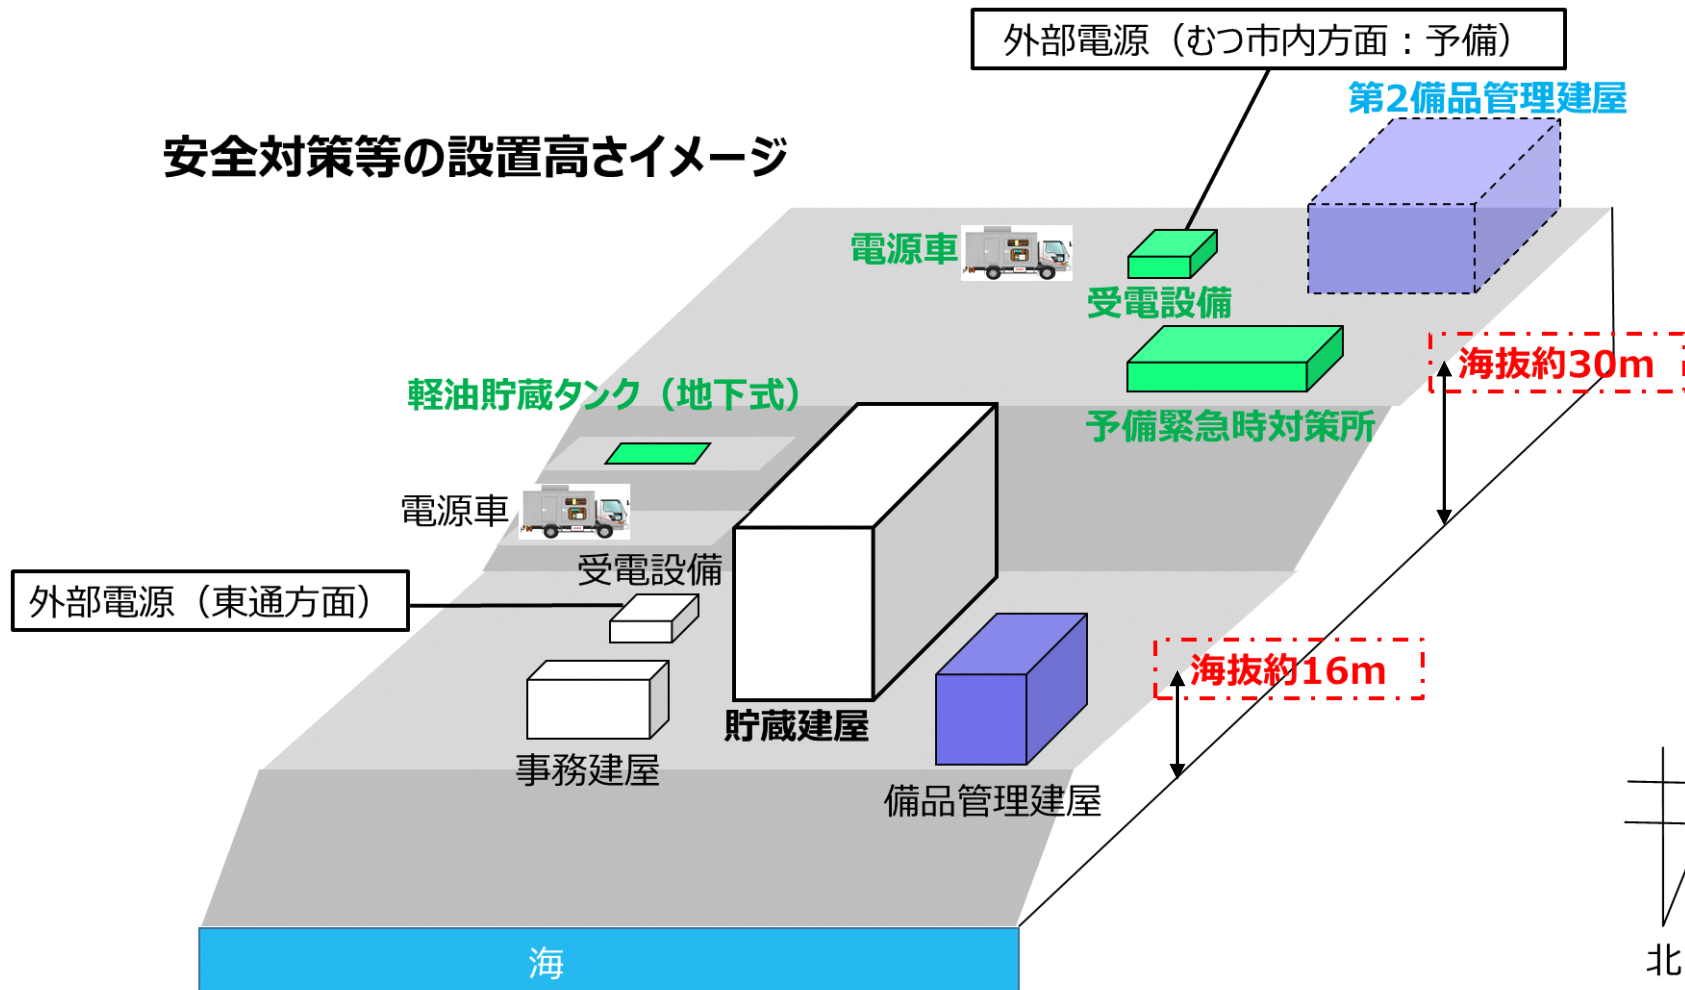 外部電源（むつ市内方面：予備）
第2備品管理建屋
安全対策等の設置高さイメージ
電源車
受電設備
海抜約30m
軽油貯蔵タンク（地下式）
予備緊急時対策所
電源車
受電設備
外部電源（東通方面）
海抜約16m
貯蔵建屋
事務建屋
備品管理建屋
海
北